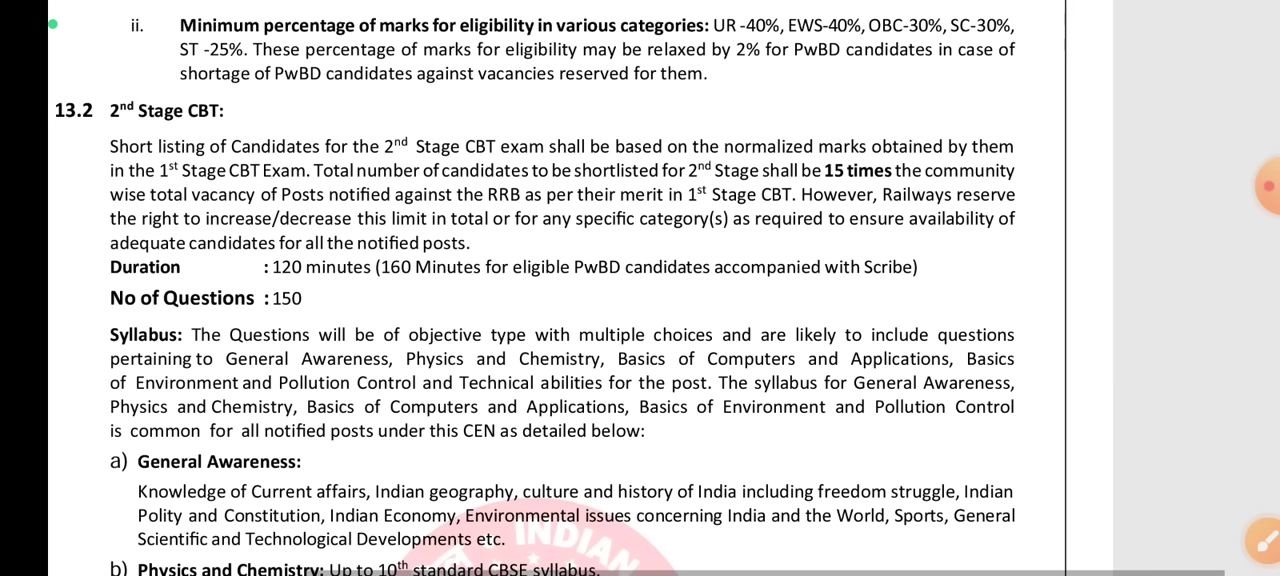 ii. Minimum percentage of marks for eligibility in various categories: UR -40%, EWS-40%, OBC-30%, SC-30%,
ST -25%. These percentage of marks for eligibility may be relaxed by 2% for PwBD candidates in case of
shortage of PwBD candidates against vacancies reserved for them.
13.2 2nd Stage CBT:
Short listing of Candidates for the 2nd Stage CBT exam shall be based on the normalized marks obtained by them
in the 1st Stage CBT Exam. Total number of candidates to be shortlisted for 2nd Stage shall be 15 times the community
wise total vacancy of Posts notified against the RRB as per their merit in 1st Stage CBT. However, Railways reserve
the right to increase/decrease this limit in total or for any specific category(s) as required to ensure availability of
adequate candidates for all the notified posts.
Duration : 120 minutes (160 Minutes for eligible PwBD candidates accompanied with Scribe)
No of Questions : 150
Syllabus: The Questions will be of objective type with multiple choices and are likely to include questions
pertaining to General Awareness, Physics and Chemistry, Basics of Computers and Applications, Basics
of Environment and Pollution Control and Technical abilities for the post. The syllabus for General Awareness,
Physics and Chemistry, Basics of Computers and Applications, Basics of Environment and Pollution Control
is common for all notified posts under this CEN as detailed below:
a) General Awareness:
Knowledge of Current affairs, Indian geography, culture and history of India including freedom struggle, Indian
Polity and Constitution, Indian Economy, Environmental issues concerning India and the World, Sports, General
Scientific and Technological Developments etc.
INDIAN
b) Physics and Chemistry: Up to 10th standard CBSE syllabus.